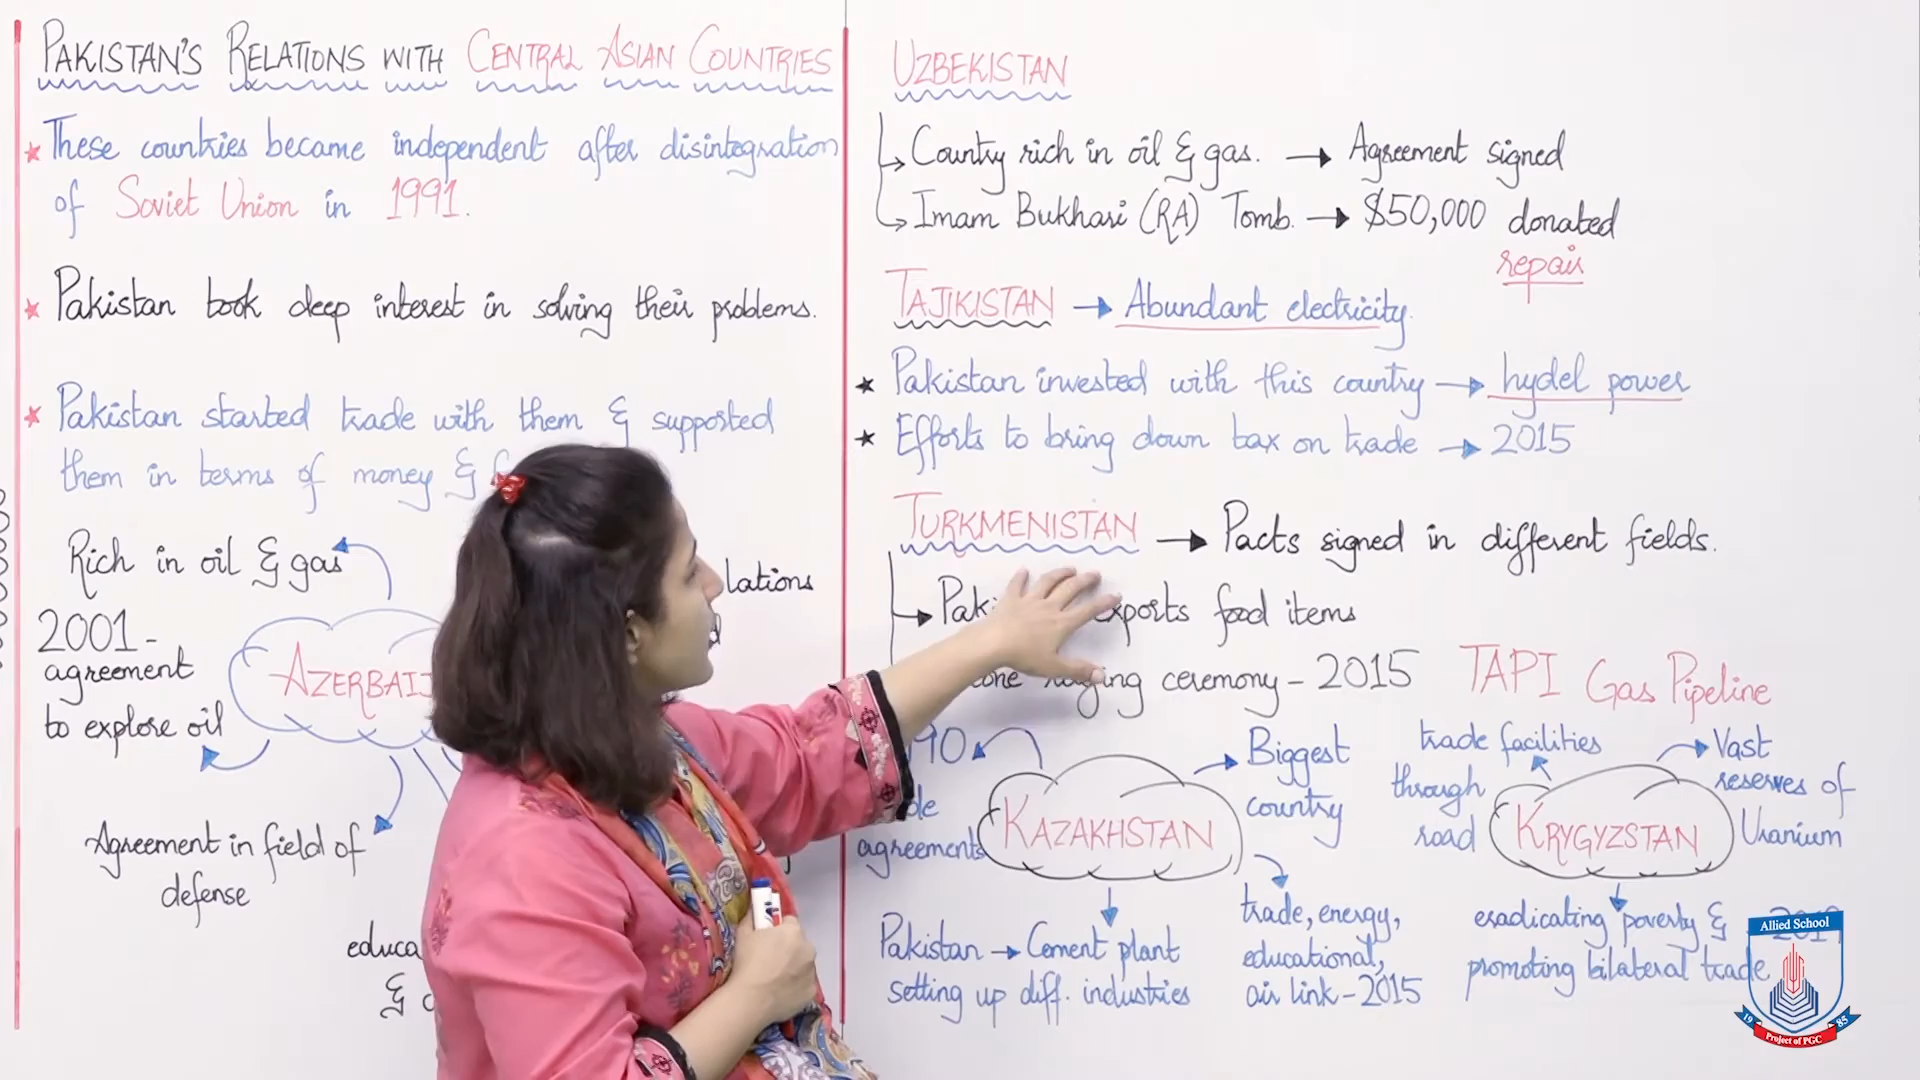 PAKISTAN'S RELATIONS WITH CENTRAL ASIAN COUNTRIES
These countries became independent after disintegration
of Soviet Union in 1991.
Pakistan took deep interest in solving their problems.
Pakistan started trade with them & supported
them in terms of money &
Rich in oil & gas
2001-
agreement
to explore oil
AZERBAIJ
lations
Agreement in field of
defense
educa
&
UZBEKISTAN
Country rich in oil & gas. → Agreement signed
Imam Bukhari (RA) Tomb. → $50,000 donated
repair
TAJIKISTAN → Abundant electricity.
Pakistan invested with this country → hydel power
Efforts to bring down tax on trade → 2015
TURKMENISTAN → Pacts signed in different fields.
Paki xports food items
ceremony - 2015 TAPI Gas Pipeline
90
de
agreements
KAZAKHSTAN
Biggest
country
Pakistan → Cement plant
setting up diff. industries
trade, energy,
educational,
air link - 2015
trade facilities
through
road
KRYGYZSTAN
Vast
reserves of
Uranium
eradicating poverty &
promoting bilateral trade
Allied School
19 85
Project of PGC